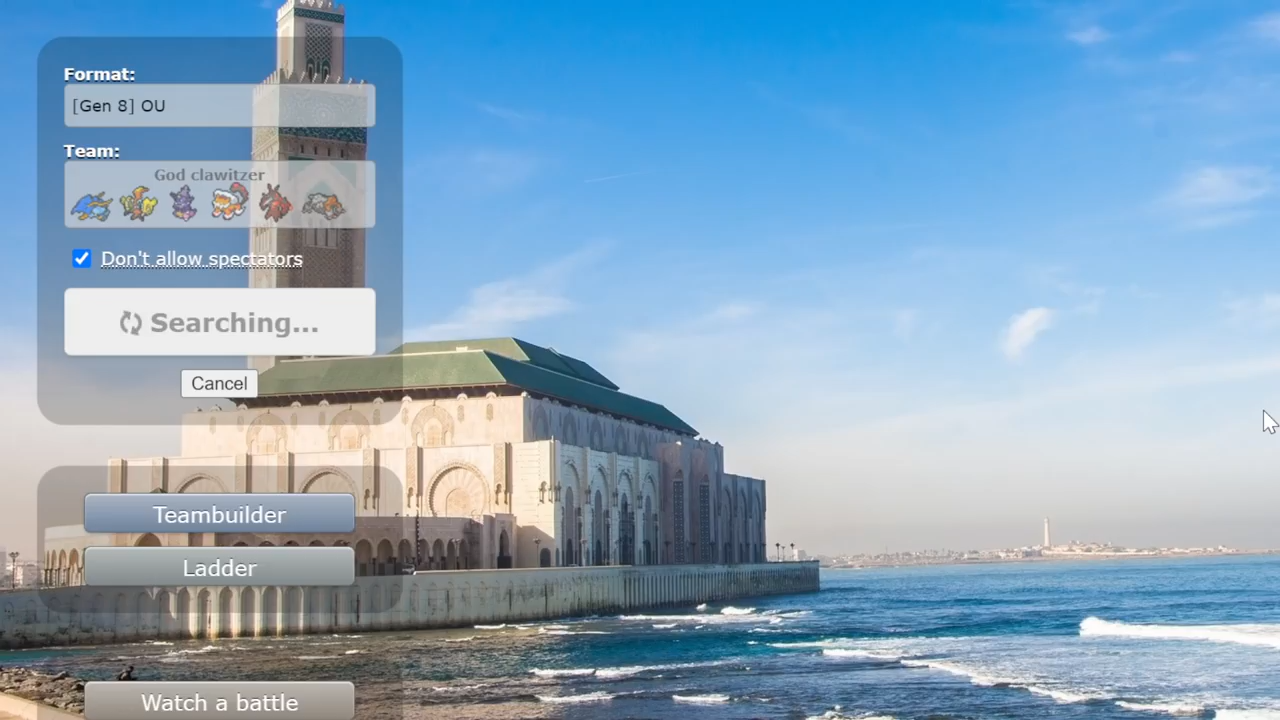 Format:
[Gen 8] OU
Team:
God clawitzer
Don't allow spectators
Searching...
Cancel
Teambuilder
Ladder
Watch a battle